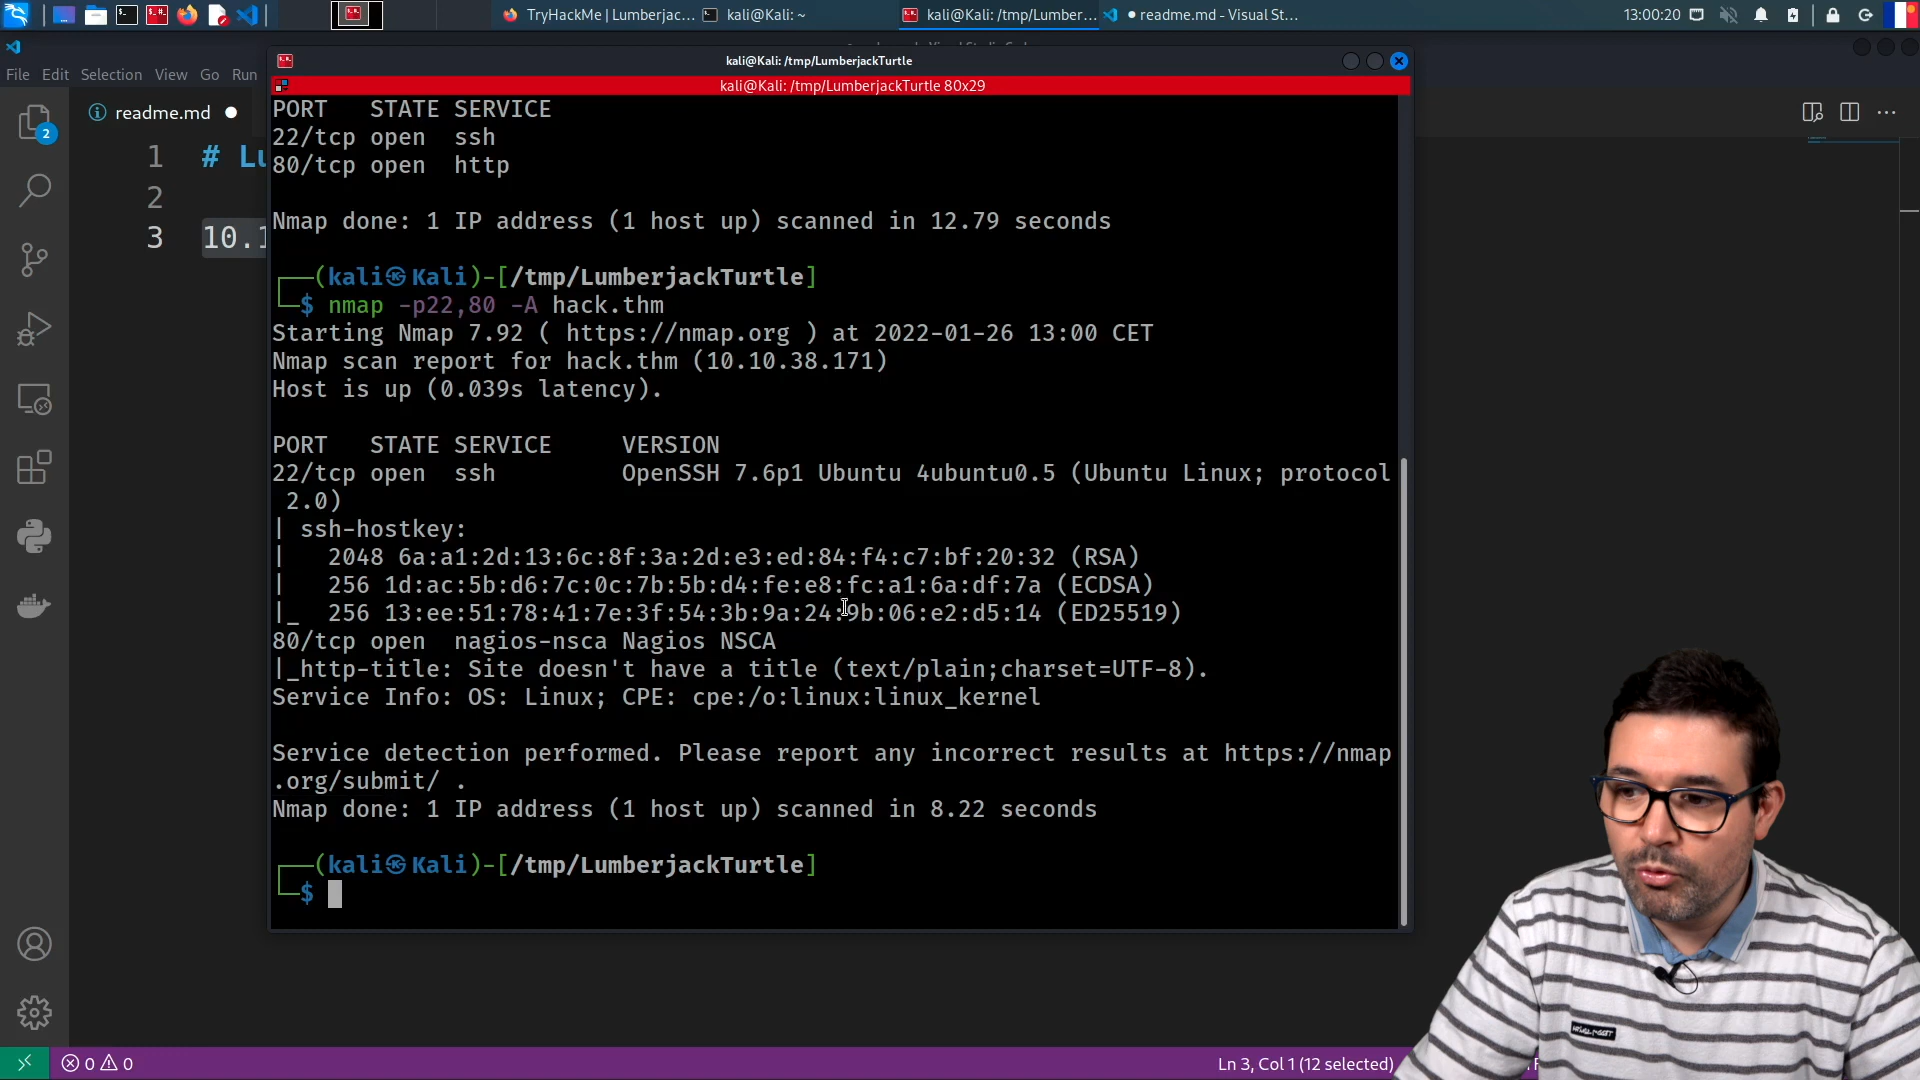 TryHackMe | Lumberjac...
kali@Kali: ~
kali@Kali: /tmp/Lumber...
readme.md - Visual St...
13:00:20
File Edit Selection View Go Run
kali@Kali: /tmp/LumberjackTurtle
kali@Kali: /tmp/LumberjackTurtle 80x29
readme.md
2
1 # Lu
2
3 10.1
PORT   STATE SERVICE
22/tcp open  ssh
80/tcp open  http
Nmap done: 1 IP address (1 host up) scanned in 12.79 seconds
┌──(kali㉿Kali)-[/tmp/LumberjackTurtle]
└─$ nmap -p22,80 -A hack.thm
Starting Nmap 7.92 ( https://nmap.org ) at 2022-01-26 13:00 CET
Nmap scan report for hack.thm (10.10.38.171)
Host is up (0.039s latency).
PORT   STATE SERVICE     VERSION
22/tcp open  ssh         OpenSSH 7.6p1 Ubuntu 4ubuntu0.5 (Ubuntu Linux; protocol
2.0)
| ssh-hostkey:
|   2048 6a:a1:2d:13:6c:8f:3a:2d:e3:ed:84:f4:c7:bf:20:32 (RSA)
|   256 1d:ac:5b:d6:7c:0c:7b:5b:d4:fe:e8:fc:a1:6a:df:7a (ECDSA)
|_  256 13:ee:51:78:41:7e:3f:54:3b:9a:24:9b:06:e2:d5:14 (ED25519)
80/tcp open  nagios-nsca Nagios NSCA
|_http-title: Site doesn't have a title (text/plain;charset=UTF-8).
Service Info: OS: Linux; CPE: cpe:/o:linux:linux_kernel
Service detection performed. Please report any incorrect results at https://nmap
.org/submit/ .
Nmap done: 1 IP address (1 host up) scanned in 8.22 seconds
┌──(kali㉿Kali)-[/tmp/LumberjackTurtle]
└─$
0 0
Ln 3, Col 1 (12 selected)